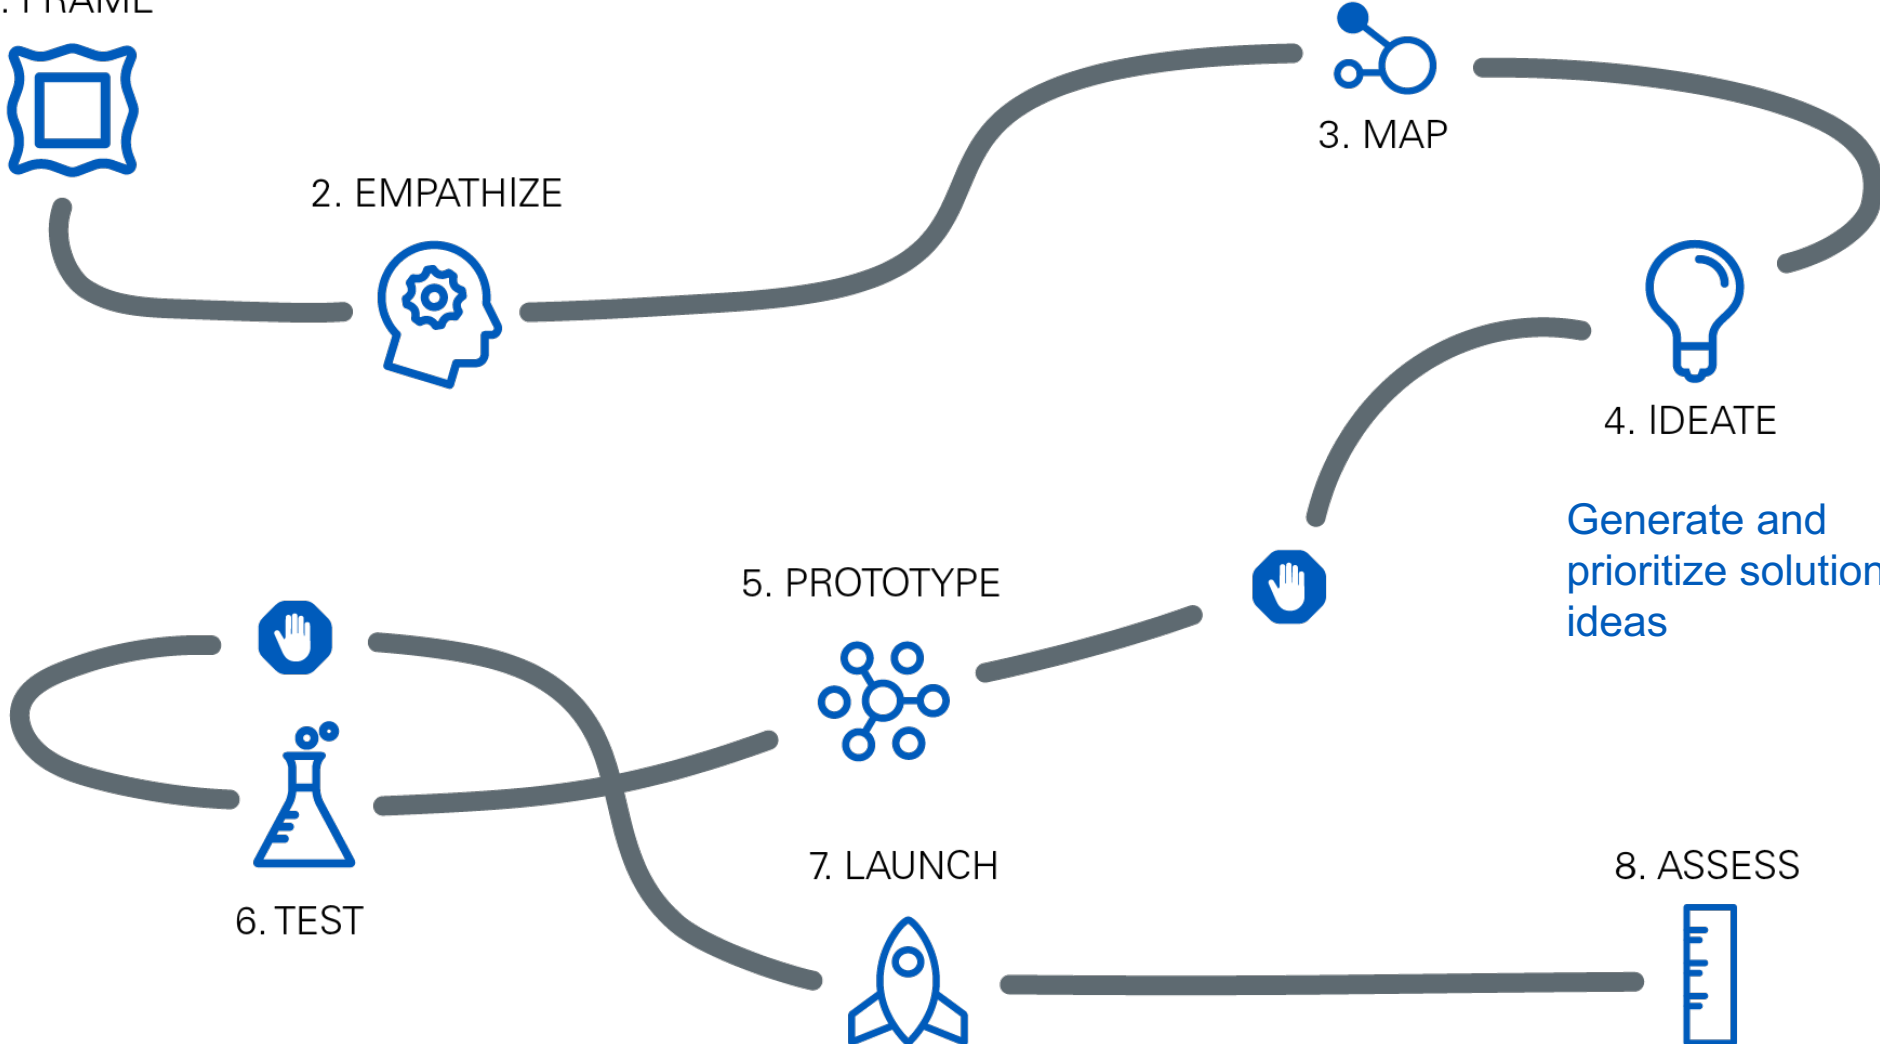 . FRAME
2. EMPATHIZE
3. MAP
4. IDEATE
Generate and
prioritize solution
ideas
5. PROTOTYPE
6. TEST
7. LAUNCH
8. ASSESS